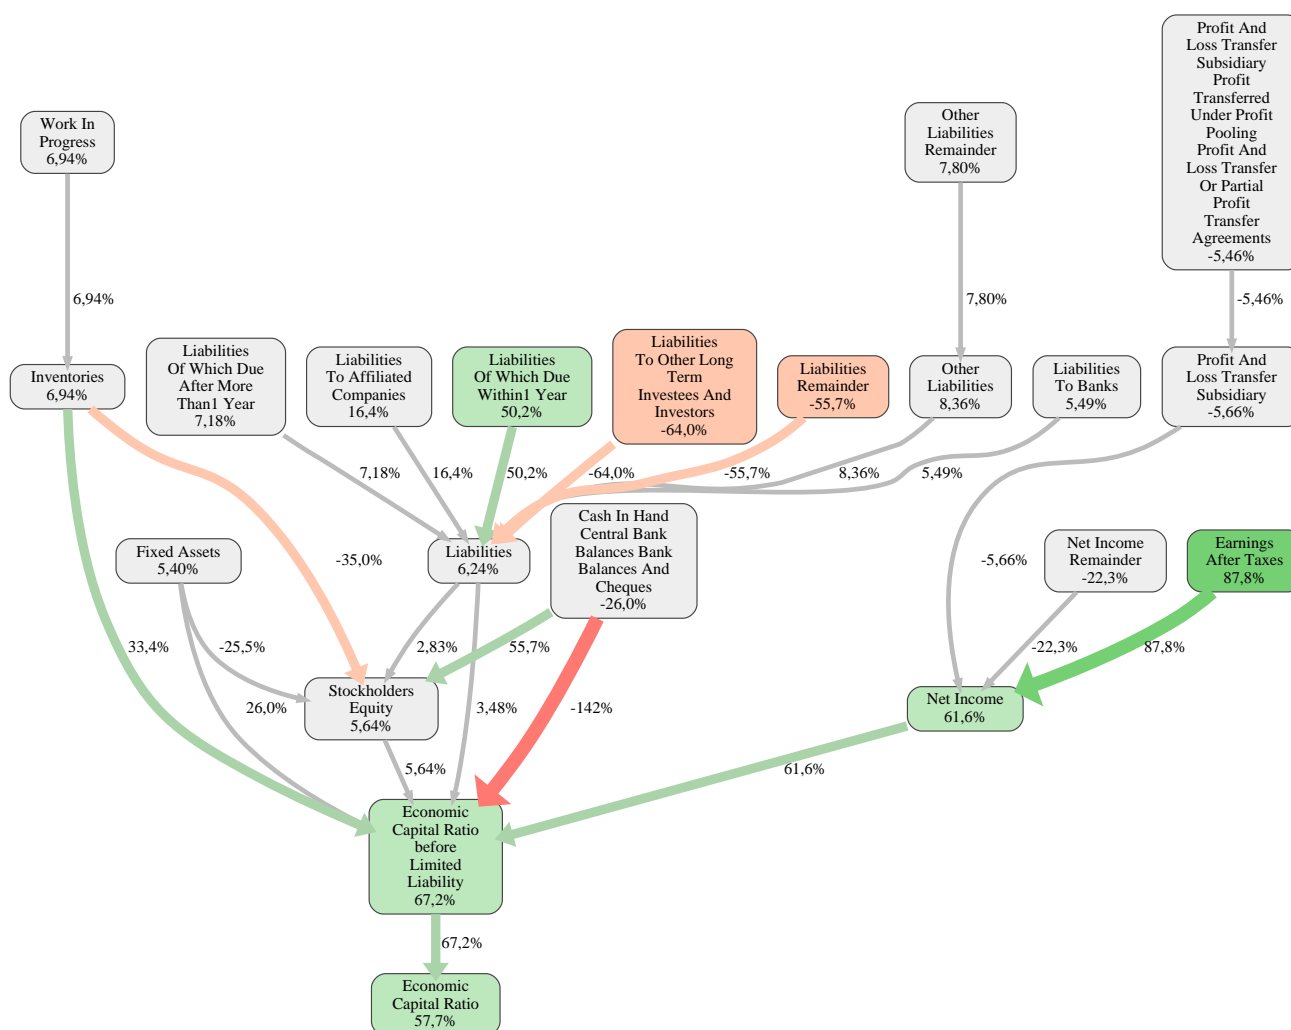 Profit And
Loss Transfer
Subsidiary
Profit
Transferred
Under Profit
Pooling
Profit And
Loss Transfer
Or Partial
Profit
Transfer
Agreements
-5,46%
Work In
Progress
6,94%
Other
Liabilities
Remainder
7,80%
6,94%
7,80%
-5,46%
Inventories
6,94%
Liabilities
Of Which Due
After More
Than1 Year
7,18%
Liabilities
To Affiliated
Companies
16,4%
Liabilities
Of Which Due
Within1 Year
50,2%
Liabilities
To Other Long
Term
Investees And
Investors
-64,0%
Liabilities
Remainder
-55,7%
Other
Liabilities
8,36%
Liabilities
To Banks
5,49%
Profit And
Loss Transfer
Subsidiary
-5,66%
7,18%
16,4%
50,2%
-64,0%
-55,7%
8,36%
5,49%
Fixed Assets
5,40%
-35,0%
Liabilities
6,24%
Cash In Hand
Central Bank
Balances Bank
Balances And
Cheques
-26,0%
-5,66%
Net Income
Remainder
-22,3%
Earnings
After Taxes
87,8%
33,4%
-25,5%
2,83%
55,7%
-22,3%
87,8%
Stockholders
Equity
5,64%
26,0%
3,48%
-142%
Net Income
61,6%
5,64%
61,6%
Economic
Capital Ratio
before
Limited
Liability
67,2%
67,2%
Economic
Capital Ratio
57,7%